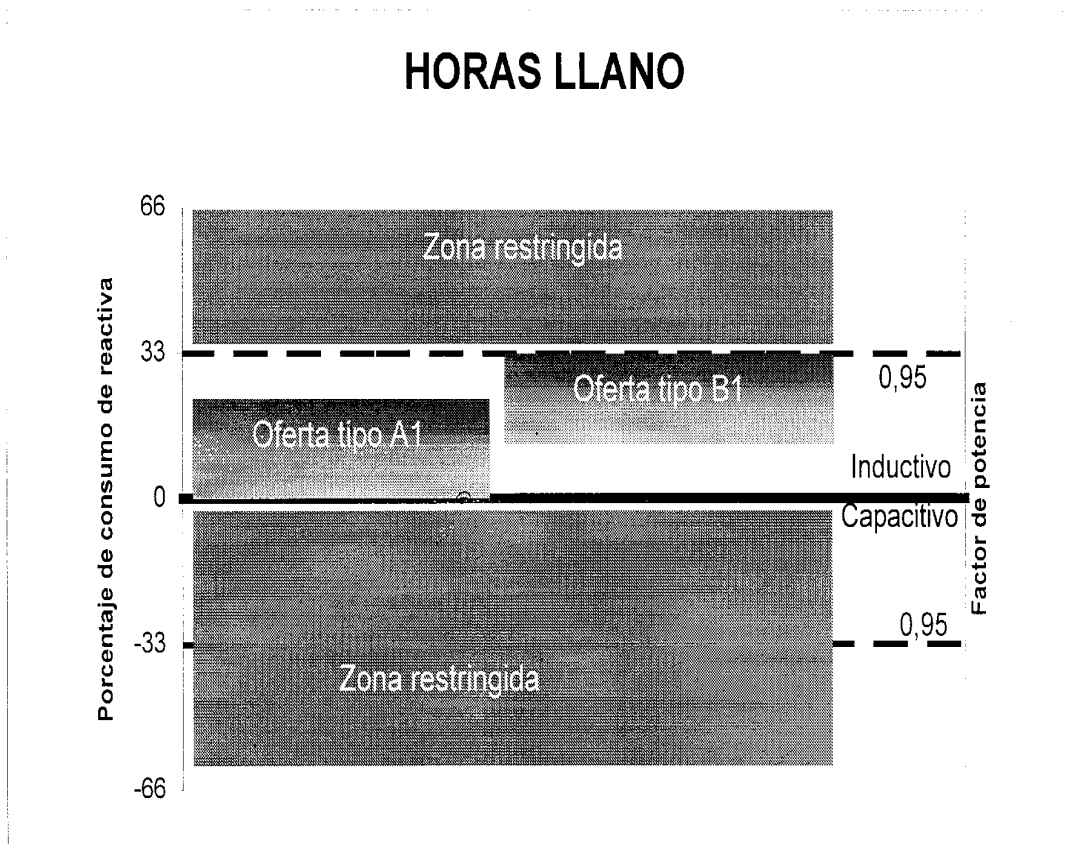 HORAS LLANO
66
Zona restringida
33
0,95
Oferta tipo B1
Oferta tipo A1
Inductivo
0
Capacitivo
0,95
-33
Zona restringida
-66
Porcentaje de consumo de reactiva
Factor de potencia